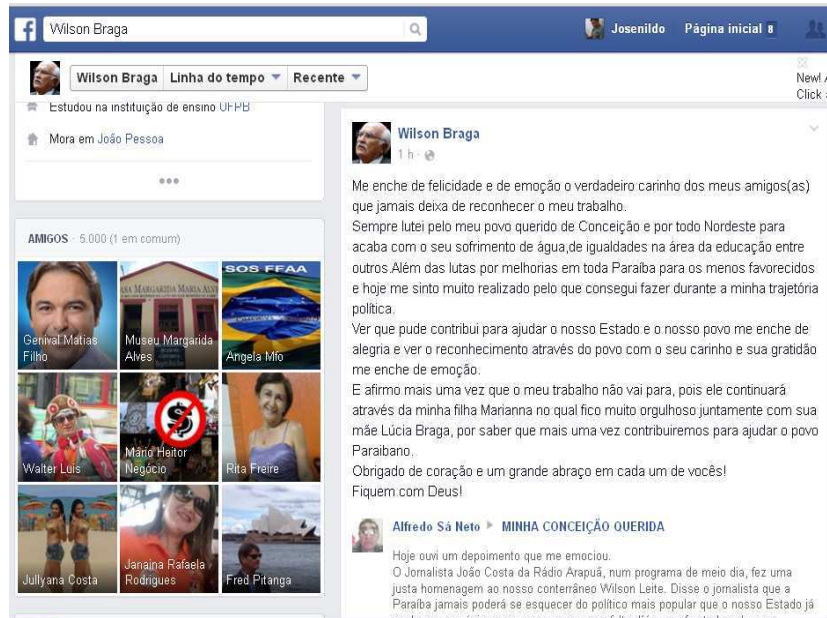 f
Wilson Braga
Josenildo Página inicial 8
Wilson Braga Linha do tempo Recente
New! A
Click
Estudou na instituição de ensino UFPB
Mora em João Pessoa
AMIGOS · 5.000 (1 em comum)
Genival Matias
Filho
CASA MARGARIDA MARIA ALVES
Museu Margarida
Alves
SOS FFAA
Angela Mfo
Walter Luis
Mário Heitor
Negócio
Rita Freire
Jullyana Costa
Janaina Rafaela
Rodrigues
Fred Pitanga
Wilson Braga
1 h ·
Me enche de felicidade e de emoção o verdadeiro carinho dos meus amigos(as)
que jamais deixa de reconhecer o meu trabalho.
Sempre lutei pelo meu povo querido de Conceição e por todo Nordeste para
acaba com o seu sofrimento de água,de igualdades na área da educação entre
outros.Além das lutas por melhorias em toda Paraíba para os menos favorecidos
e hoje me sinto muito realizado pelo que consegui fazer durante a minha trajetória
política.
Ver que pude contribui para ajudar o nosso Estado e o nosso povo me enche de
alegria e ver o reconhecimento através do povo com o seu carinho e sua gratidão
me enche de emoção.
E afirmo mais uma vez que o meu trabalho não vai para, pois ele continuará
através da minha filha Marianna no qual fico muito orgulhoso juntamente com sua
mãe Lúcia Braga, por saber que mais uma vez contribuiremos para ajudar o povo
Paraibano.
Obrigado de coração e um grande abraço em cada um de vocês!
Fiquem com Deus!
Alfredo Sá Neto ▶ MINHA CONCEIÇÃO QUERIDA
Hoje ouvi um depoimento que me emociou.
O Jornalista João Costa da Rádio Arapuã, num programa de meio dia, fez uma
justa homenagem ao nosso conterrâneo Wilson Leite. Disse o jornalista que a
Paraíba jamais poderá se esquecer do político mais popular que o nosso Estado já